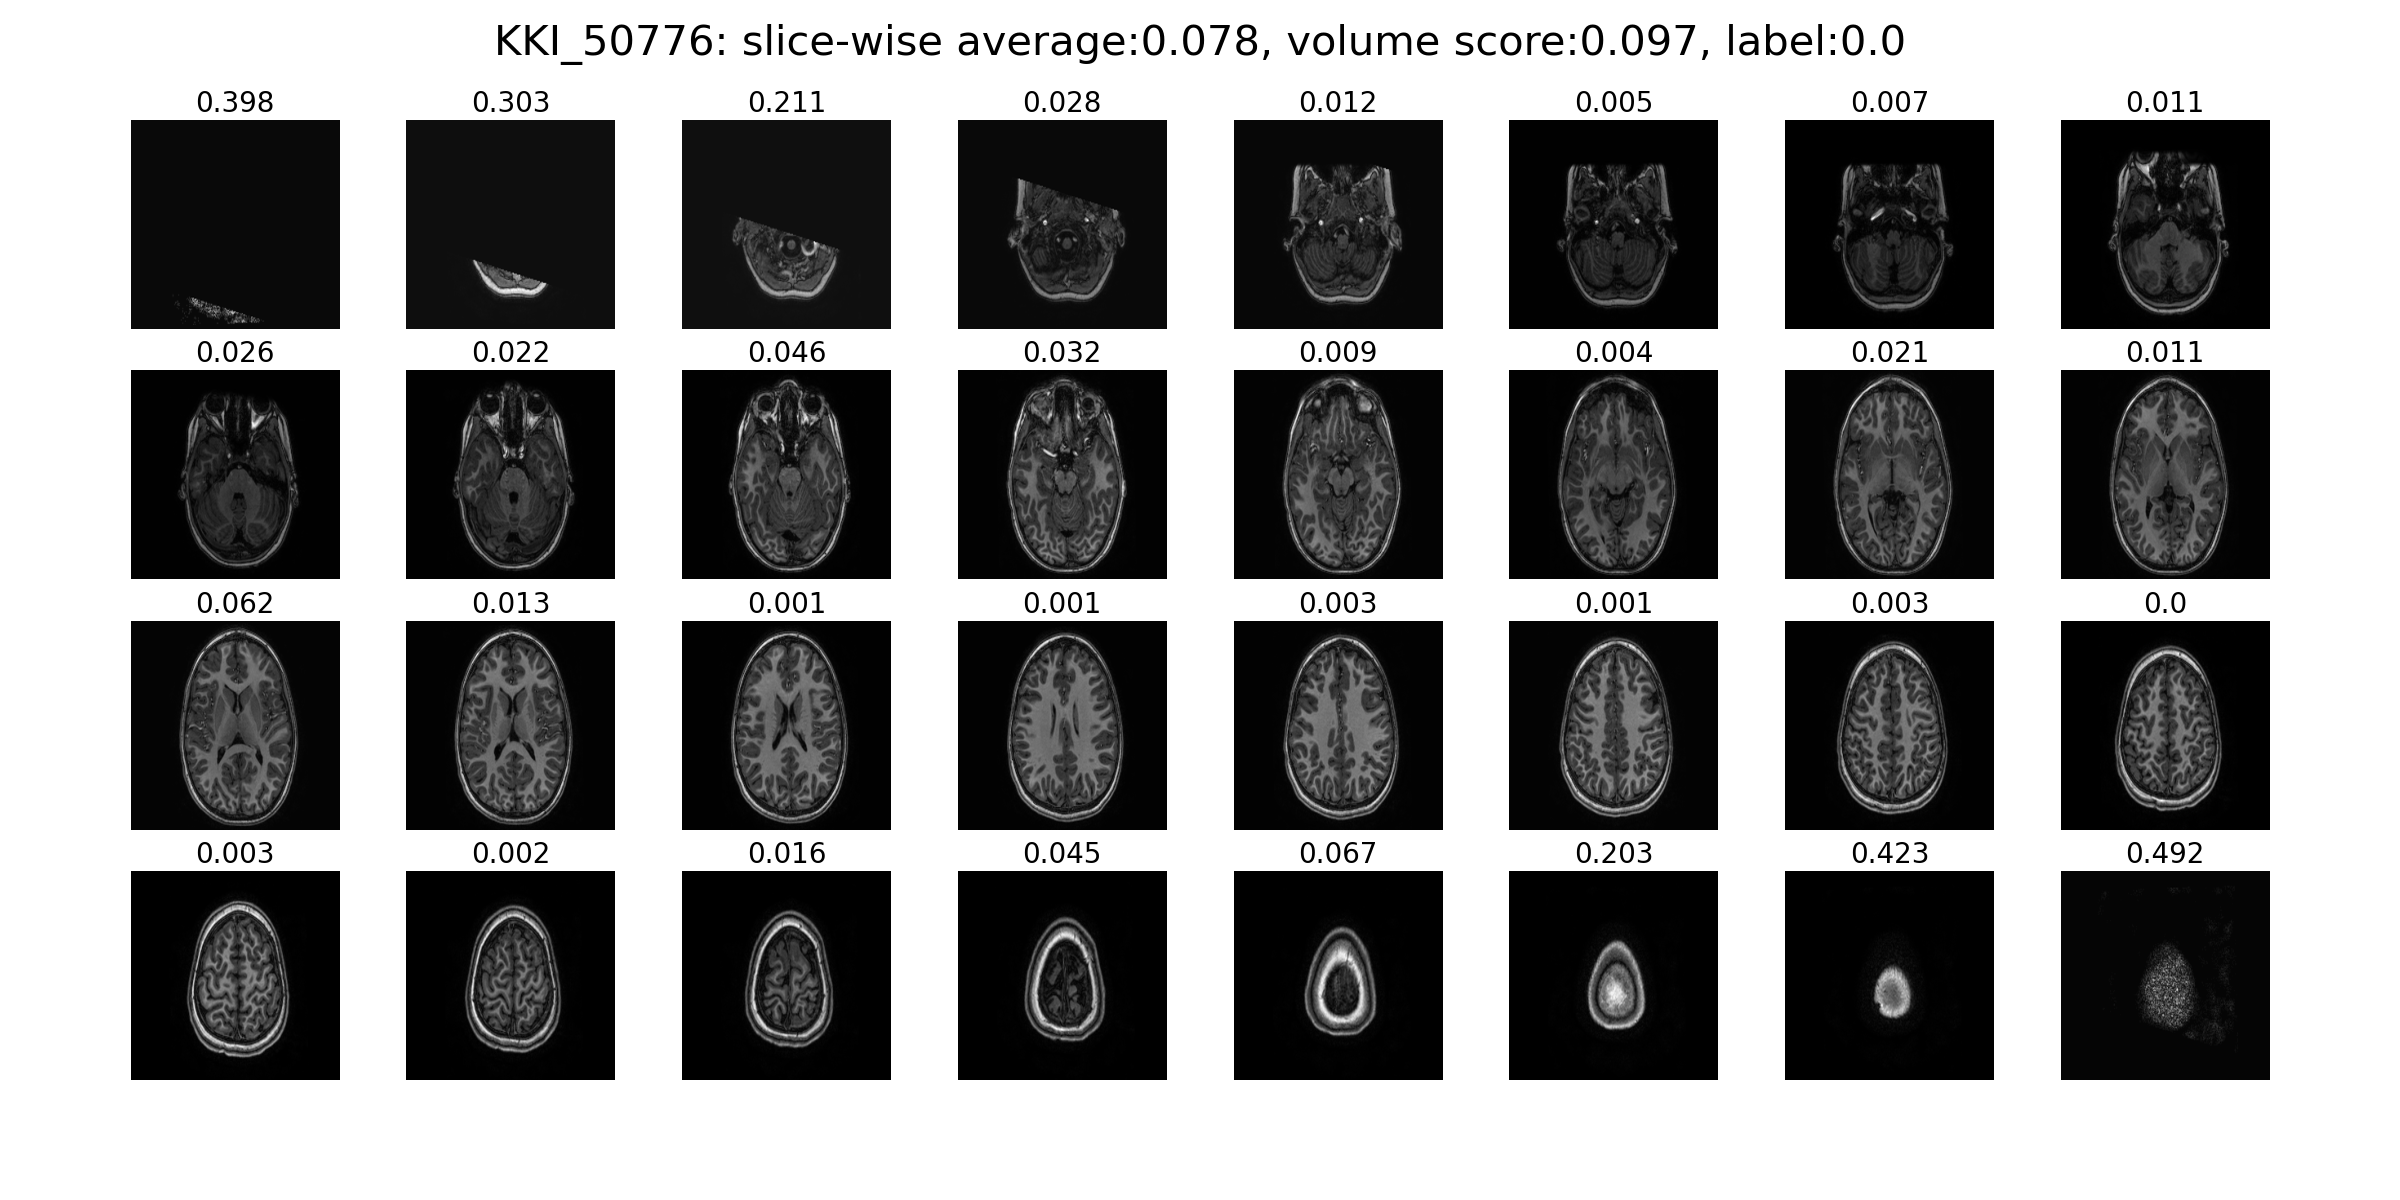 KKI_50776: slice-wise average:0.078, volume score:0.097, label:0.0
0.398 0.303 0.211 0.028 0.012 0.005 0.007 0.011
0.026 0.022 0.046 0.032 0.009 0.004 0.021 0.011
0.062 0.013 0.001 0.001 0.003 0.001 0.003 0.0
0.003 0.002 0.016 0.045 0.067 0.203 0.423 0.492